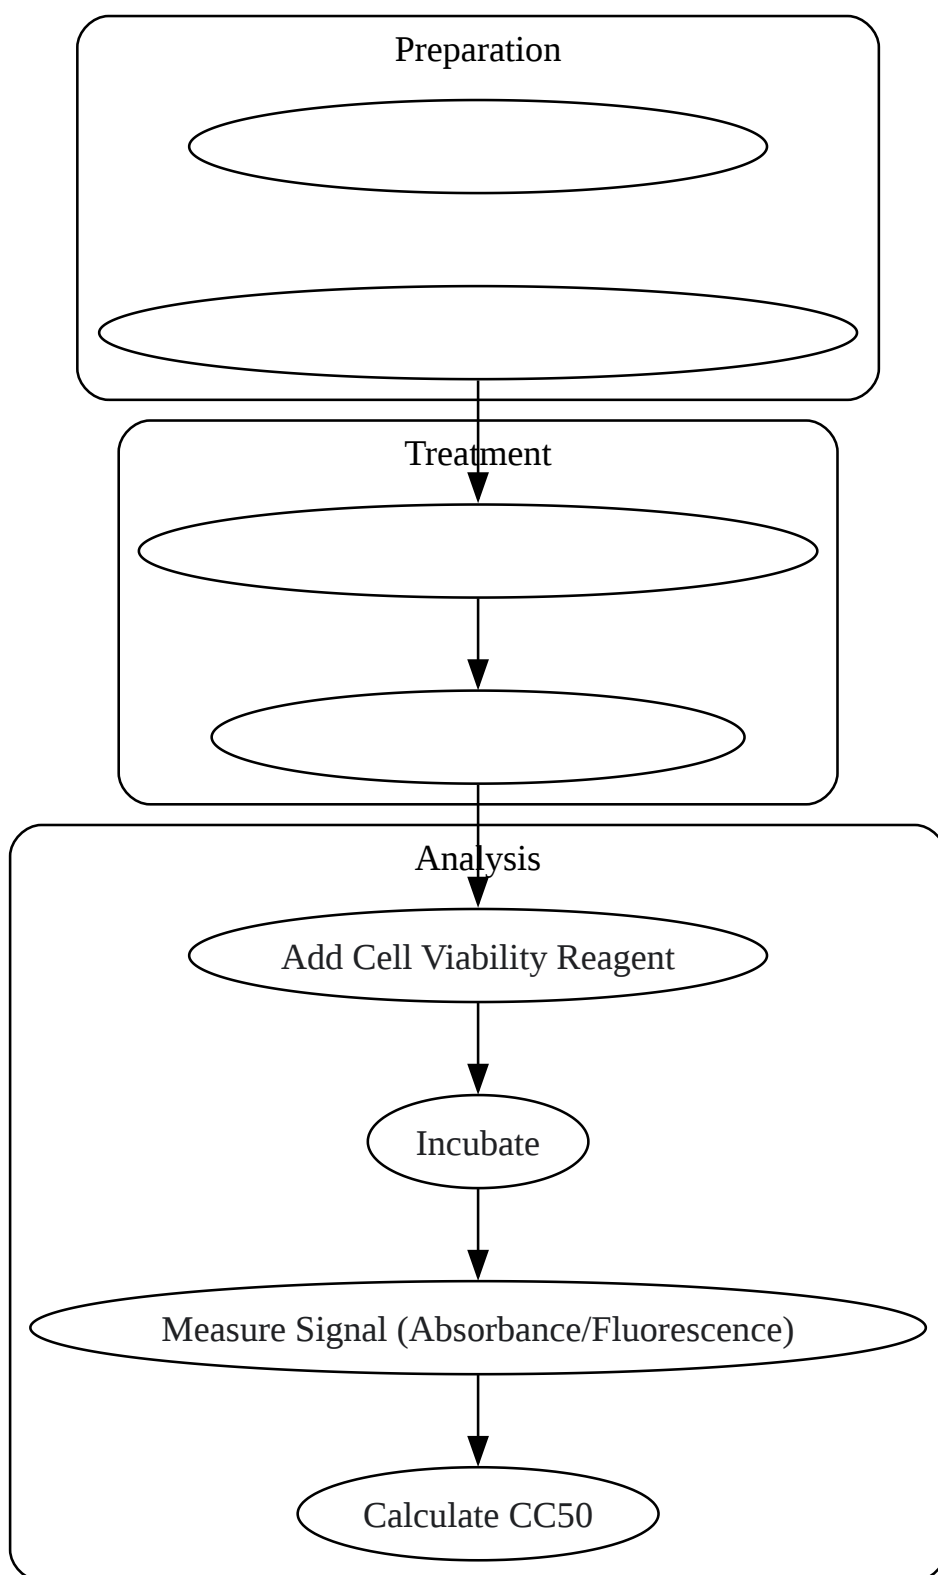 Preparation
Treatment
Analysis
Add Cell Viability Reagent
Incubate
Measure Signal (Absorbance/Fluorescence)
Calculate CC50